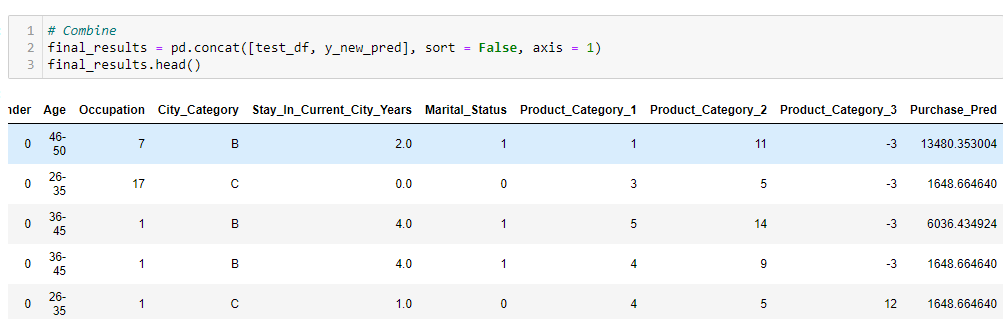 1 # Combine
2 final_results = pd.concat([test_df, y_new_pred], sort = False, axis = 1)
3 final_results.head()
nder Age Occupation City_Category Stay_In_Current_City_Years Marital_Status Product_Category_1 Product_Category_2 Product_Category_3 Purchase_Pred
0 46-50 7 B 2.0 1 1 11 -3 13480.353004
0 26-35 17 C 0.0 0 3 5 -3 1648.664640
0 36-45 1 B 4.0 1 5 14 -3 6036.434924
0 36-45 1 B 4.0 1 4 9 -3 1648.664640
0 26-35 1 C 1.0 0 4 5 12 1648.664640